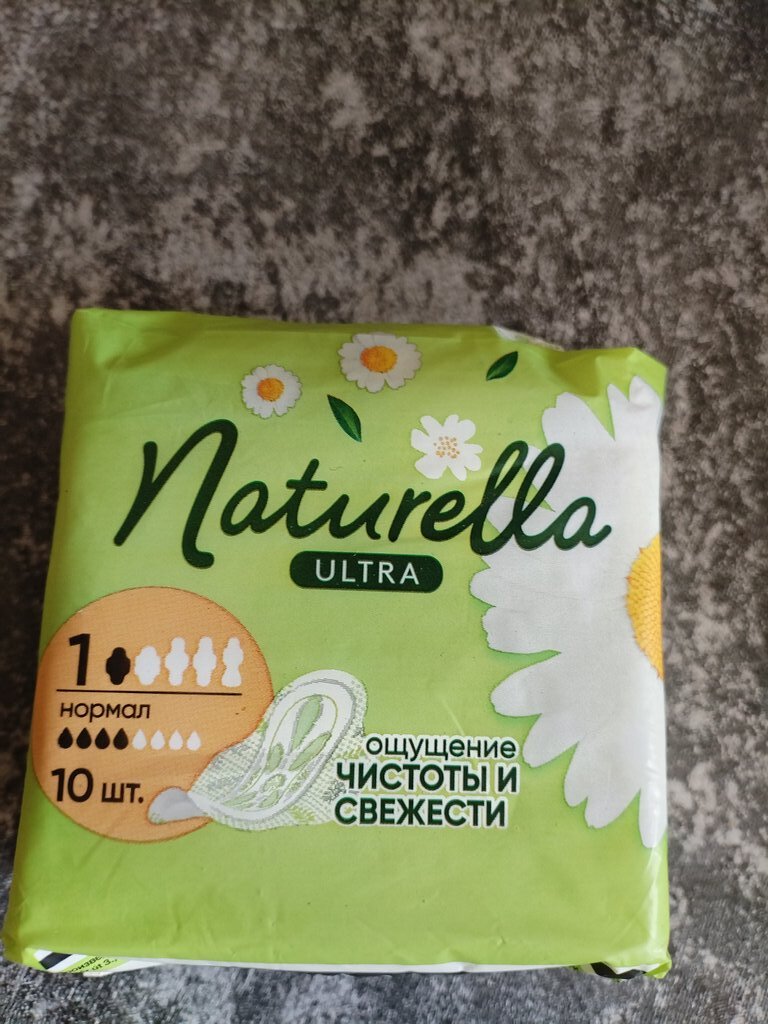 Naturella
ULTRA
1
нормал
10 шт.
ощущение
ЧИСТОТЫ И
СВЕЖЕСТИ